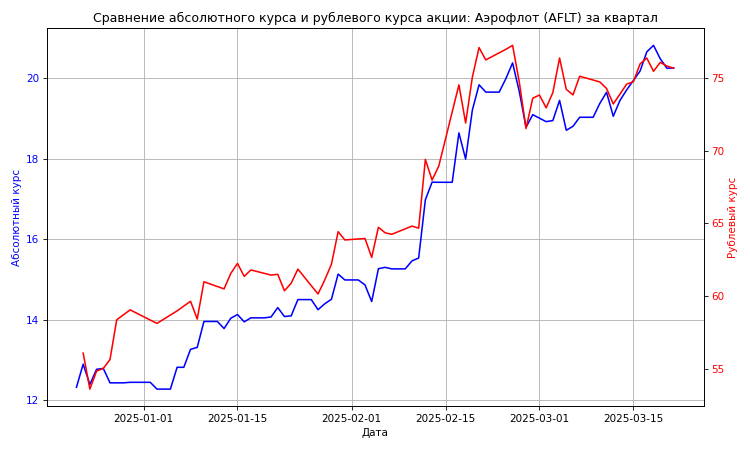 Сравнение абсолютного курса и рублевого курса акции: Аэрофлот (AFLT) за квартал
20
18
16
14
12
Абсолютный курс
75
70
65
60
55
Рублевый курс
2025-01-01 2025-01-15 2025-02-01 2025-02-15 2025-03-01 2025-03-15
Дата